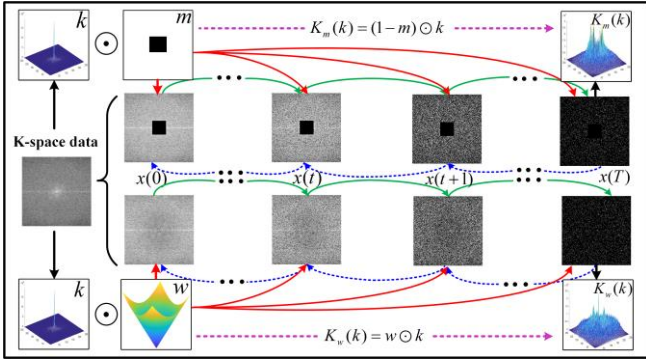 k
m
K_m(k) = (1−m) ⊙ k
K_m(k)
K-space data
x(0)
x(t)
x(t+1)
x(T)
k
w
K_w(k) = w ⊙ k
K_w(k)